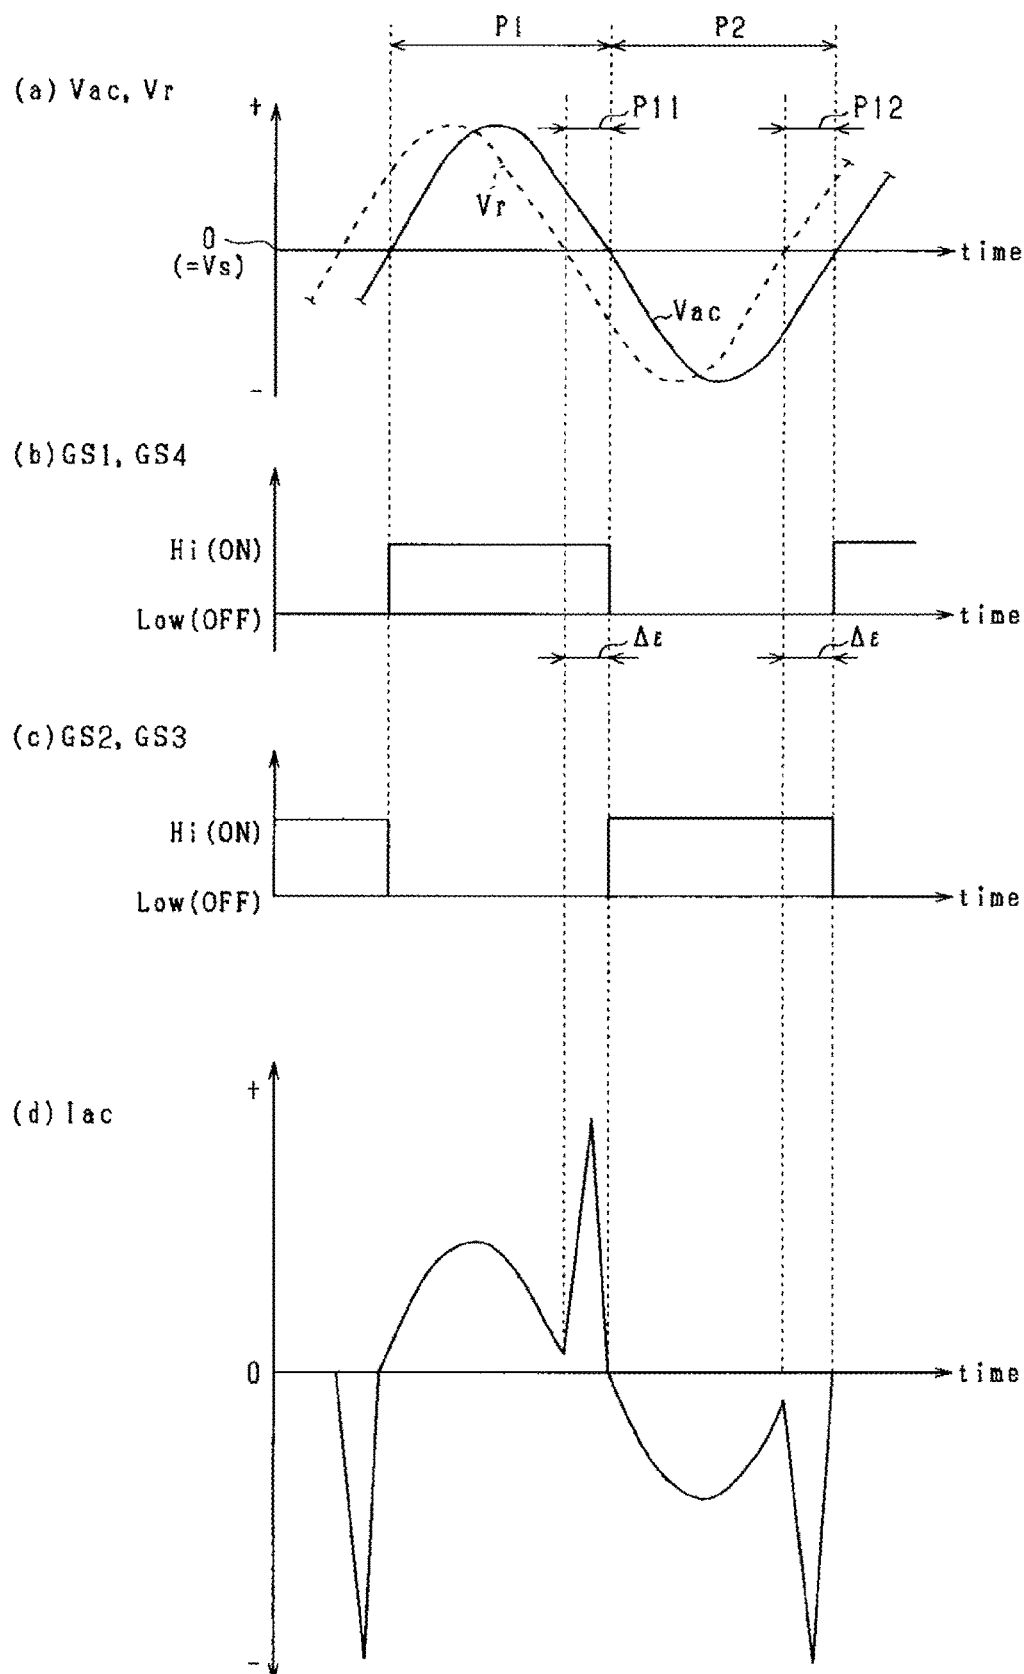 P1 P2
(a) Vac, Vr
+
P11 P12
Vr
0
(=Vs)
time
Vac
-
(b) GS1, GS4
Hi (ON)
Low (OFF)
time
Δε Δε
(c) GS2, GS3
Hi (ON)
Low (OFF)
time
+
(d) Iac
0
time
-